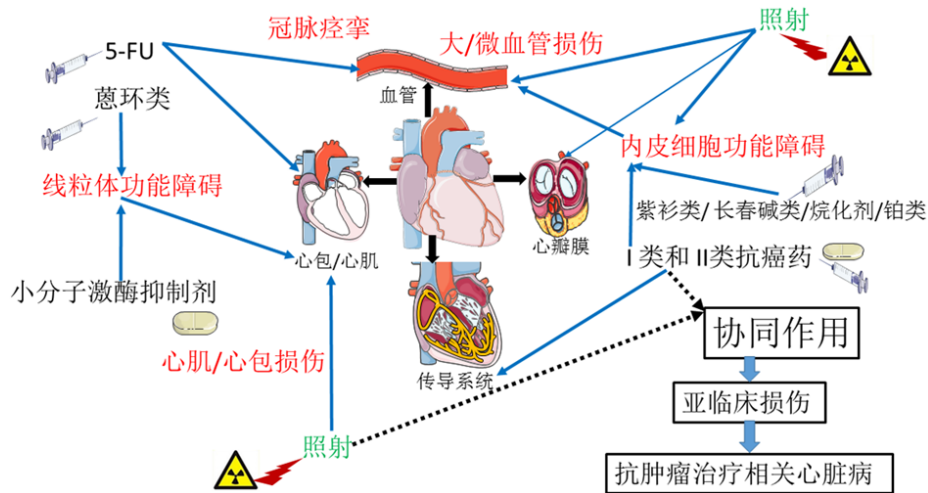 冠脉痉挛
照射
5-FU
大/微血管损伤
血管
蒽环类
内皮细胞功能障碍
线粒体功能障碍
紫衫类/长春碱类/烷化剂/铂类
心瓣膜
心包/心肌
I 类和 II类抗癌药
小分子激酶抑制剂
协同作用
心肌/心包损伤
传导系统
亚临床损伤
照射
抗肿瘤治疗相关心脏病